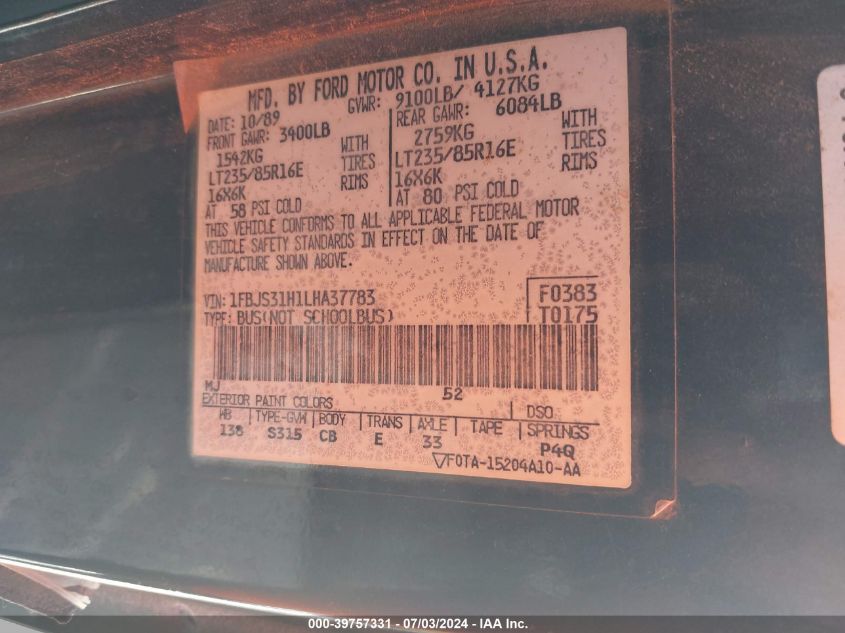 MFD. BY FORD MOTOR CO. IN U.S.A.
DATE: 10/89 GVWR: 9100LB/ 4127KG
FRONT GAWR: 3400LB REAR GAWR: 6084LB
1542KG WITH 2759KG WITH
LT235/85R16E TIRES LT235/85R16E TIRES
16X6K RIMS 16X6K RIMS
AT 58 PSI COLD AT 80 PSI COLD
THIS VEHICLE CONFORMS TO ALL APPLICABLE FEDERAL MOTOR
VEHICLE SAFETY STANDARDS IN EFFECT ON THE DATE OF
MANUFACTURE SHOWN ABOVE.
VIN: 1FBJS31H1LHA37783 F0383
TYPE: BUS(NOT SCHOOLBUS) T0175
MJ 52
EXTERIOR PAINT COLORS DSO
WB TYPE-GVW BODY TRANS AXLE TAPE SPRINGS
138 S315 CB E 33 P4Q
F0TA-15204A10-AA
000-39757331 - 07/03/2024 - IAA Inc.